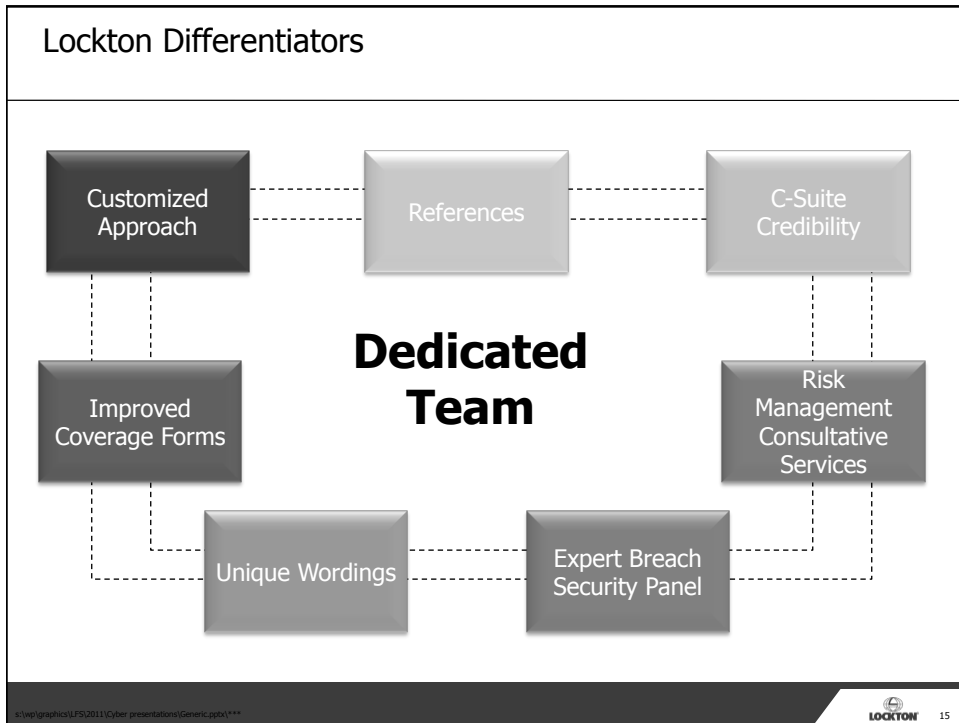 Lockton Differentiators
Customized
Approach
References
C-Suite
Credibility
Dedicated
Team
Improved
Coverage Forms
Risk
Management
Consultative
Services
Unique Wordings
Expert Breach
Security Panel
s:\wp\graphics\LFS\2011\Cyber presentations\Generic.pptx\***
LOCKTON
15